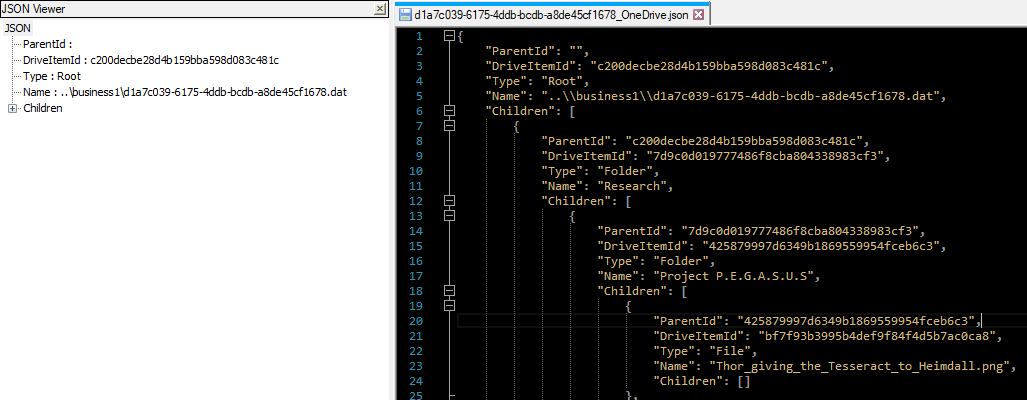 JSON Viewer
JSON
ParentId :
DriveItemId : c200decbe28d4b159bba598d083c481c
Type : Root
Name : ..\business1\d1a7c039-6175-4ddb-bcdb-a8de45cf1678.dat
Children
d1a7c039-6175-4ddb-bcdb-a8de45cf1678_OneDrive.json
1 {
2 "ParentId": "",
3 "DriveItemId": "c200decbe28d4b159bba598d083c481c",
4 "Type": "Root",
5 "Name": "..\\business1\\d1a7c039-6175-4ddb-bcdb-a8de45cf1678.dat",
6 "Children": [
7 {
8 "ParentId": "c200decbe28d4b159bba598d083c481c",
9 "DriveItemId": "7d9c0d019777486f8cba804338983cf3",
10 "Type": "Folder",
11 "Name": "Research",
12 "Children": [
13 {
14 "ParentId": "7d9c0d019777486f8cba804338983cf3",
15 "DriveItemId": "425879997d6349b1869559954fceb6c3",
16 "Type": "Folder",
17 "Name": "Project P.E.G.A.S.U.S",
18 "Children": [
19 {
20 "ParentId": "425879997d6349b1869559954fceb6c3",
21 "DriveItemId": "bf7f93b3995b4def9f84f4d5b7ac0ca8",
22 "Type": "File",
23 "Name": "Thor_giving_the_Tesseract_to_Heimdall.png",
24 "Children": []
25 },